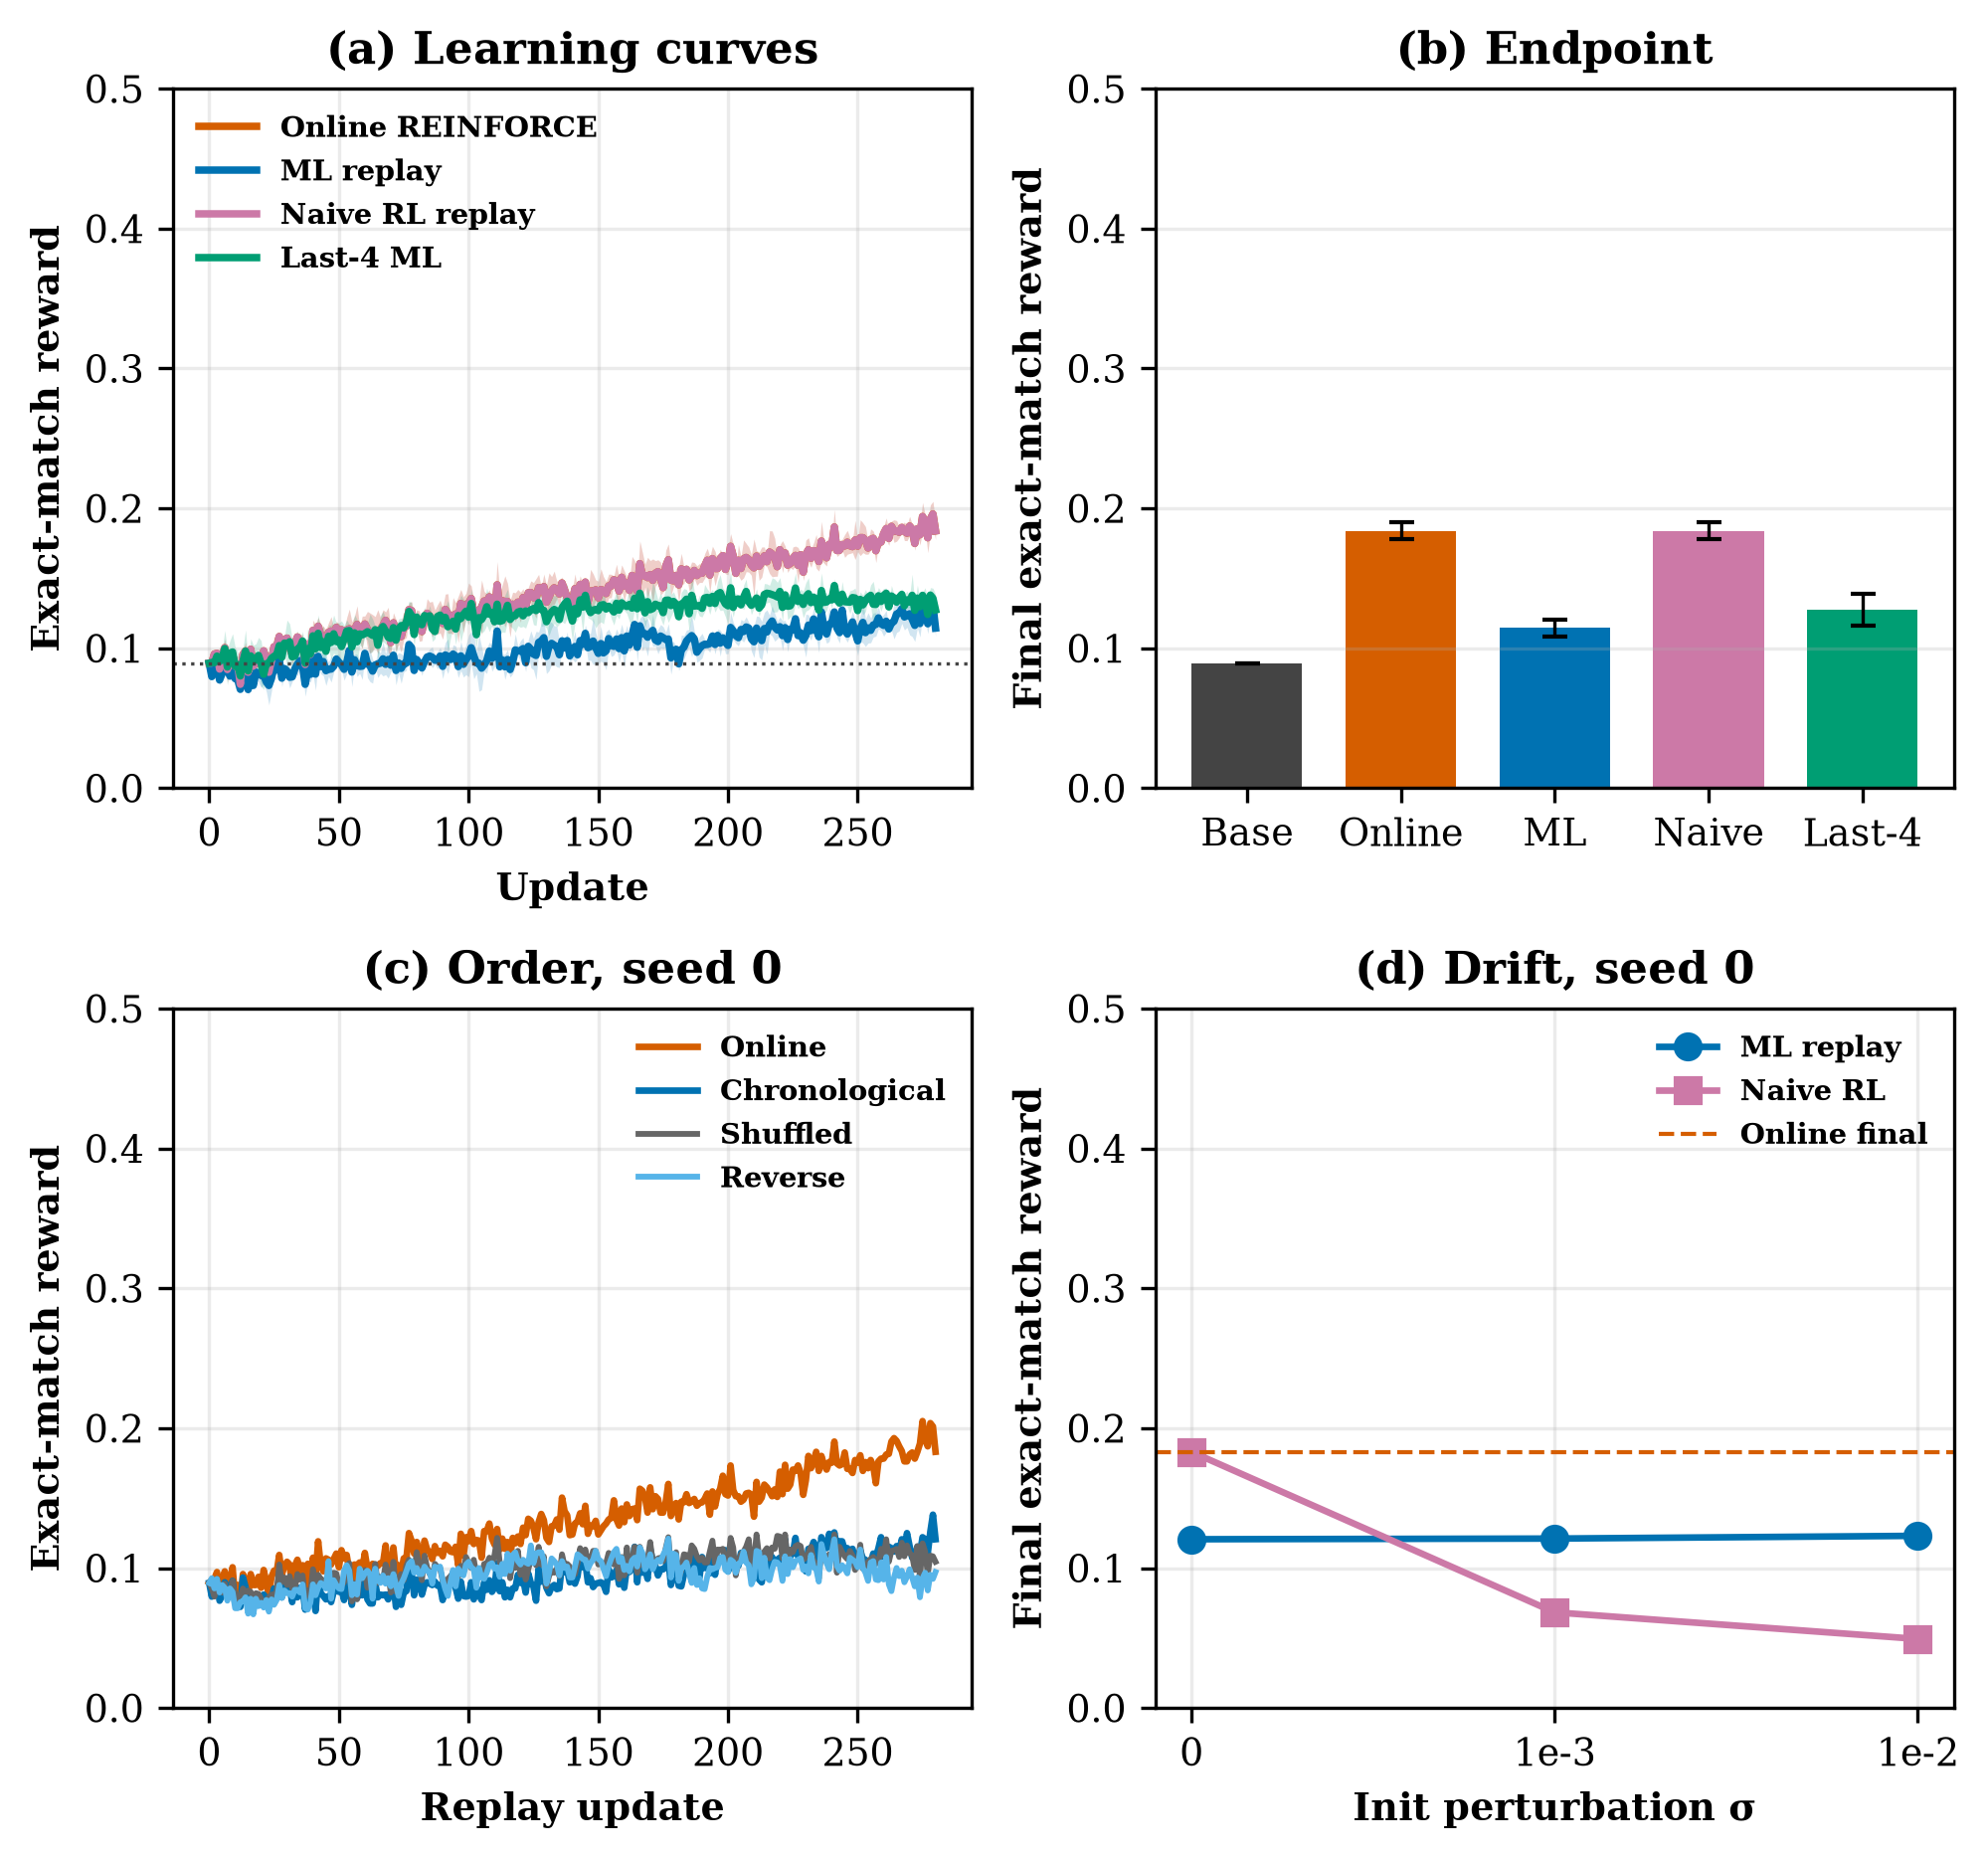 (a) Learning curves
Exact-match reward
0.5
0.4
0.3
0.2
0.1
0.0
Online REINFORCE
ML replay
Naive RL replay
Last-4 ML
0 50 100 150 200 250
Update
(b) Endpoint
Final exact-match reward
0.5
0.4
0.3
0.2
0.1
0.0
Base Online ML Naive Last-4
(c) Order, seed 0
Exact-match reward
0.5
0.4
0.3
0.2
0.1
0.0
Online
Chronological
Shuffled
Reverse
0 50 100 150 200 250
Replay update
(d) Drift, seed 0
Final exact-match reward
0.5
0.4
0.3
0.2
0.1
0.0
ML replay
Naive RL
Online final
0 1e-3 1e-2
Init perturbation σ